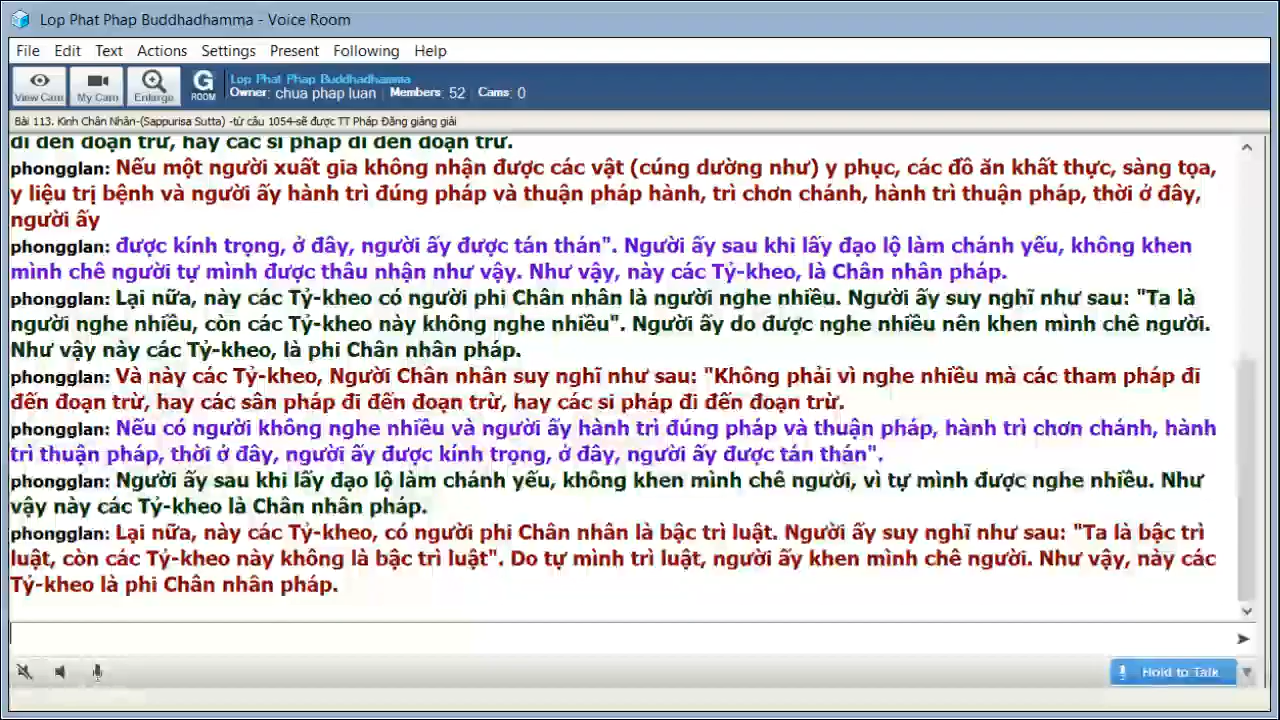 Lop Phat Phap Buddhadhamma - Voice Room
File Edit Text Actions Settings Present Following Help
View Cam My Cam Enlarge G ROOM
Lop Phat Phap Buddhadhamma
Owner: chua phap luan Members: 52 Cams: 0
Bài 113. Kinh Chân Nhân-(Sappurisa Sutta) -từ câu 1054-sẽ được TT Pháp Đăng giảng giải
đi đến đoạn trừ, hay các si pháp đi đến đoạn trừ.
phongglan: Nếu một người xuất gia không nhận được các vật (cúng dường như) y phục, các đồ ăn khất thực, sàng tọa,
y liệu trị bệnh và người ấy hành trì đúng pháp và thuận pháp hành, trì chơn chánh, hành trì thuận pháp, thời ở đây,
người ấy
phongglan: được kính trọng, ở đây, người ấy được tán thán". Người ấy sau khi lấy đạo lộ làm chánh yếu, không khen
mình chê người tự mình được thâu nhận như vậy. Như vậy, này các Tỷ-kheo, là Chân nhân pháp.
phongglan: Lại nữa, này các Tỷ-kheo có người phi Chân nhân là người nghe nhiều. Người ấy suy nghĩ như sau: "Ta là
người nghe nhiều, còn các Tỷ-kheo này không nghe nhiều". Người ấy do được nghe nhiều nên khen mình chê người.
Như vậy này các Tỷ-kheo, là phi Chân nhân pháp.
phongglan: Và này các Tỷ-kheo, Người Chân nhân suy nghĩ như sau: "Không phải vì nghe nhiều mà các tham pháp đi
đến đoạn trừ, hay các sân pháp đi đến đoạn trừ, hay các si pháp đi đến đoạn trừ.
phongglan: Nếu có người không nghe nhiều và người ấy hành trì đúng pháp và thuận pháp, hành trì chơn chánh, hành
trì thuận pháp, thời ở đây, người ấy được kính trọng, ở đây, người ấy được tán thán".
phongglan: Người ấy sau khi lấy đạo lộ làm chánh yếu, không khen mình chê người, vì tự mình được nghe nhiều. Như
vậy này các Tỷ-kheo là Chân nhân pháp.
phongglan: Lại nữa, này các Tỷ-kheo, có người phi Chân nhân là bậc trì luật. Người ấy suy nghĩ như sau: "Ta là bậc trì
luật, còn các Tỷ-kheo này không là bậc trì luật". Do tự mình trì luật, người ấy khen mình chê người. Như vậy, này các
Tỷ-kheo là phi Chân nhân pháp.
Hold to Talk